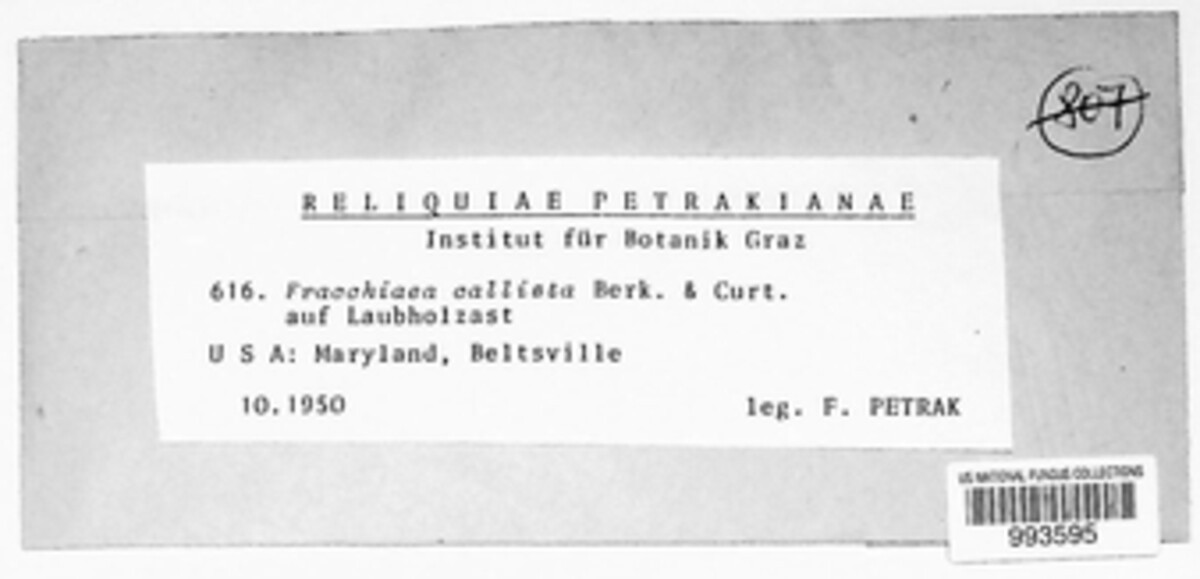 807
RELIQUIAE PETRAKIANAE
Institut für Botanik Graz
616. Fracchiaea callista Berk. & Curt.
auf Laubholzast
U S A: Maryland, Beltsville
10.1950 leg. F. PETRAK
US NATIONAL FUNGUS COLLECTIONS
993595